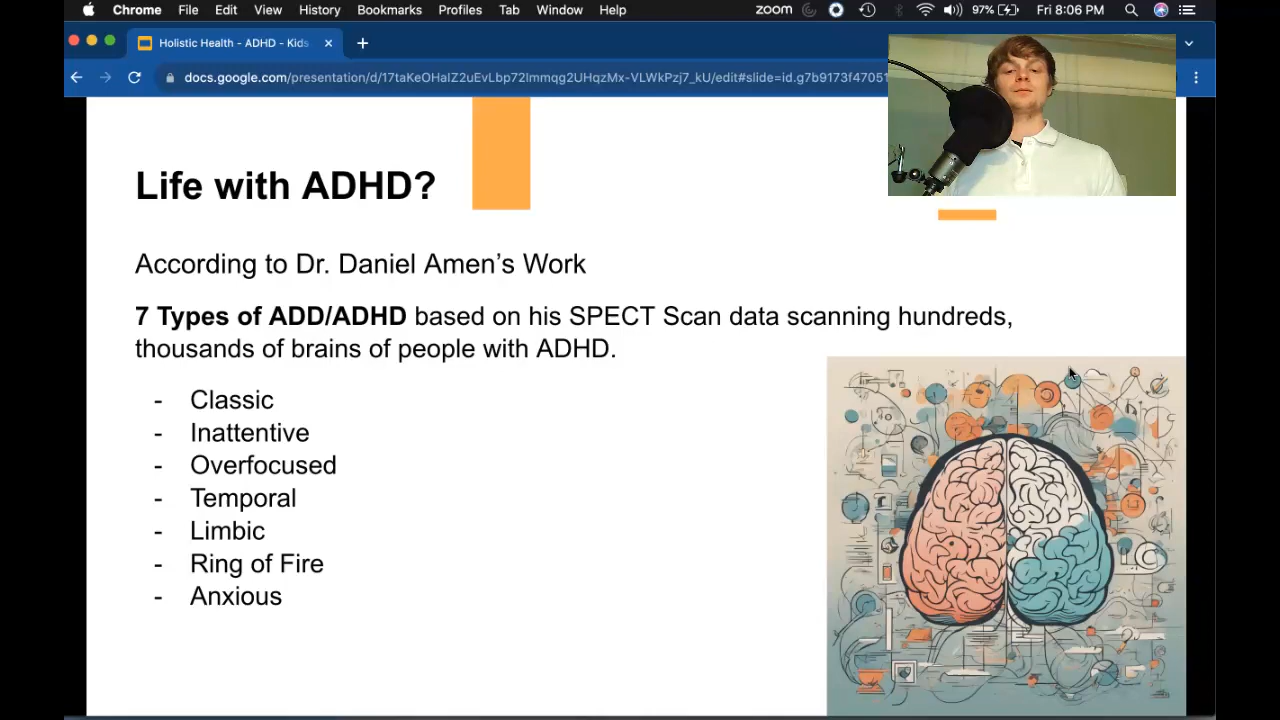 Chrome File Edit View History Bookmarks Profiles Tab Window Help zoom 97% Fri 8:06 PM
Holistic Health - ADHD - Kids
docs.google.com/presentation/d/17taKeOHaIZ2uEvLbp72lmmqg2UHqzMx-VLWkPzj7_kU/edit#slide=id.g7b9173f47051
Life with ADHD?
According to Dr. Daniel Amen's Work
7 Types of ADD/ADHD based on his SPECT Scan data scanning hundreds,
thousands of brains of people with ADHD.
- Classic
- Inattentive
- Overfocused
- Temporal
- Limbic
- Ring of Fire
- Anxious